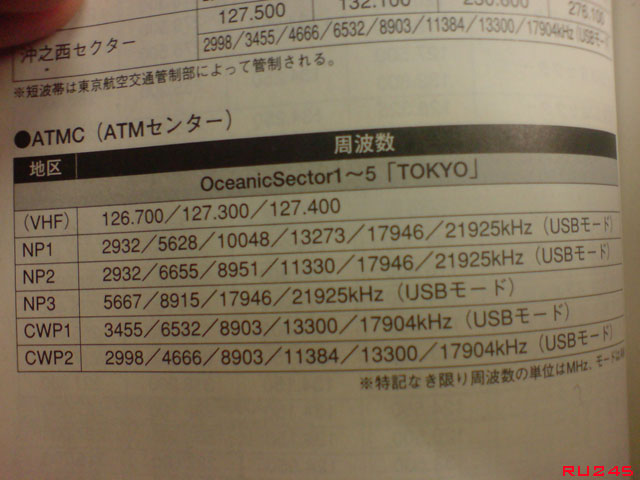 127.500 132.100 276.100
沖之西セクター 2998/3455/4666/6532/8903/11384/13300/17904kHz(USBモード
※短波帯は東京航空交通管制部によって管制される。
●ATMC(ATMセンター)
地区 周波数
OceanicSector1〜5「TOKYO」
(VHF) 126.700/127.300/127.400
NP1 2932/5628/10048/13273/17946/21925kHz(USBモード)
NP2 2932/6655/8951/11330/17946/21925kHz(USBモード)
NP3 5667/8915/17946/21925kHz(USBモード)
CWP1 3455/6532/8903/13300/17904kHz(USBモード)
CWP2 2998/4666/8903/11384/13300/17904kHz(USBモード)
※特記なき限り周波数の単位はMHz、モードは
RU24S